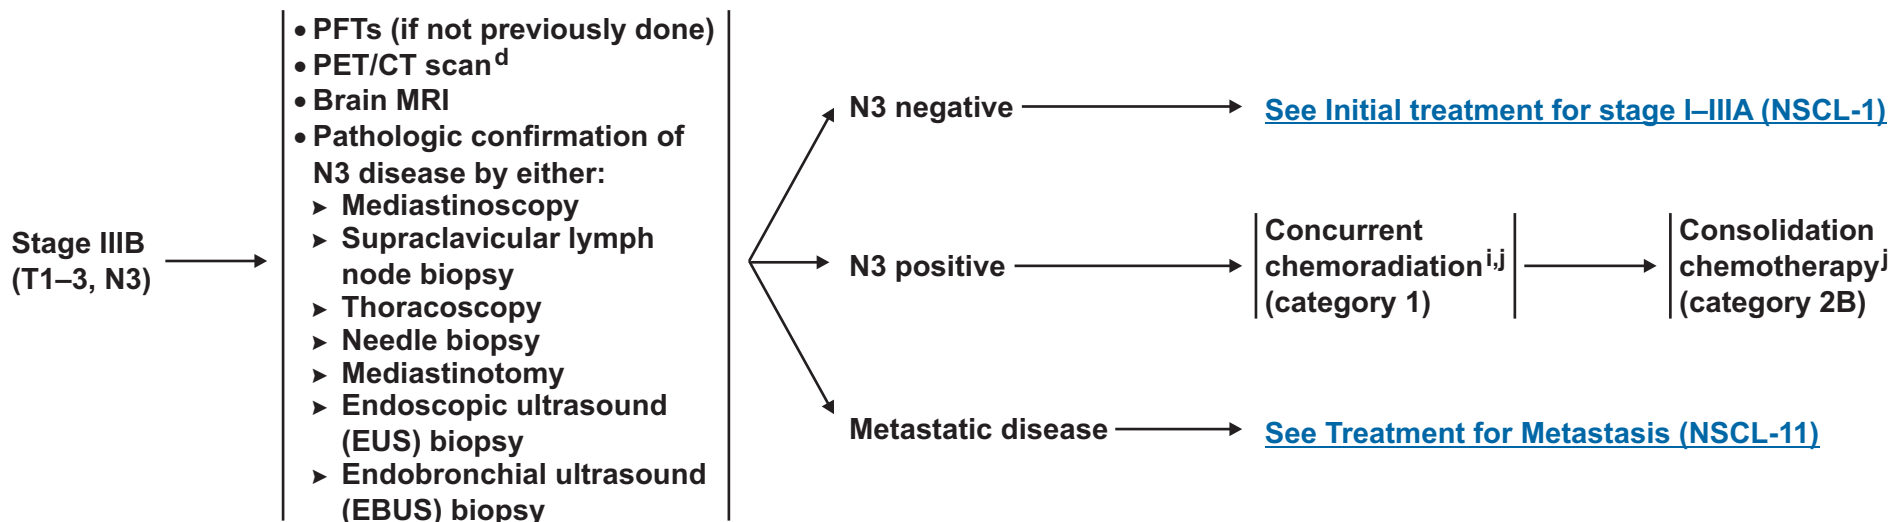 Stage IIIB
(T1–3, N3)
• PFTs (if not previously done)
• PET/CT scan d
• Brain MRI
• Pathologic confirmation of
N3 disease by either:
➤ Mediastinoscopy
➤ Supraclavicular lymph
node biopsy
➤ Thoracoscopy
➤ Needle biopsy
➤ Mediastinotomy
➤ Endoscopic ultrasound
(EUS) biopsy
➤ Endobronchial ultrasound
(EBUS) biopsy
N3 negative
See Initial treatment for stage I–IIIA (NSCL-1)
N3 positive
Concurrent
chemoradiation i,j
(category 1)
Consolidation
chemotherapy j
(category 2B)
Metastatic disease
See Treatment for Metastasis (NSCL-11)